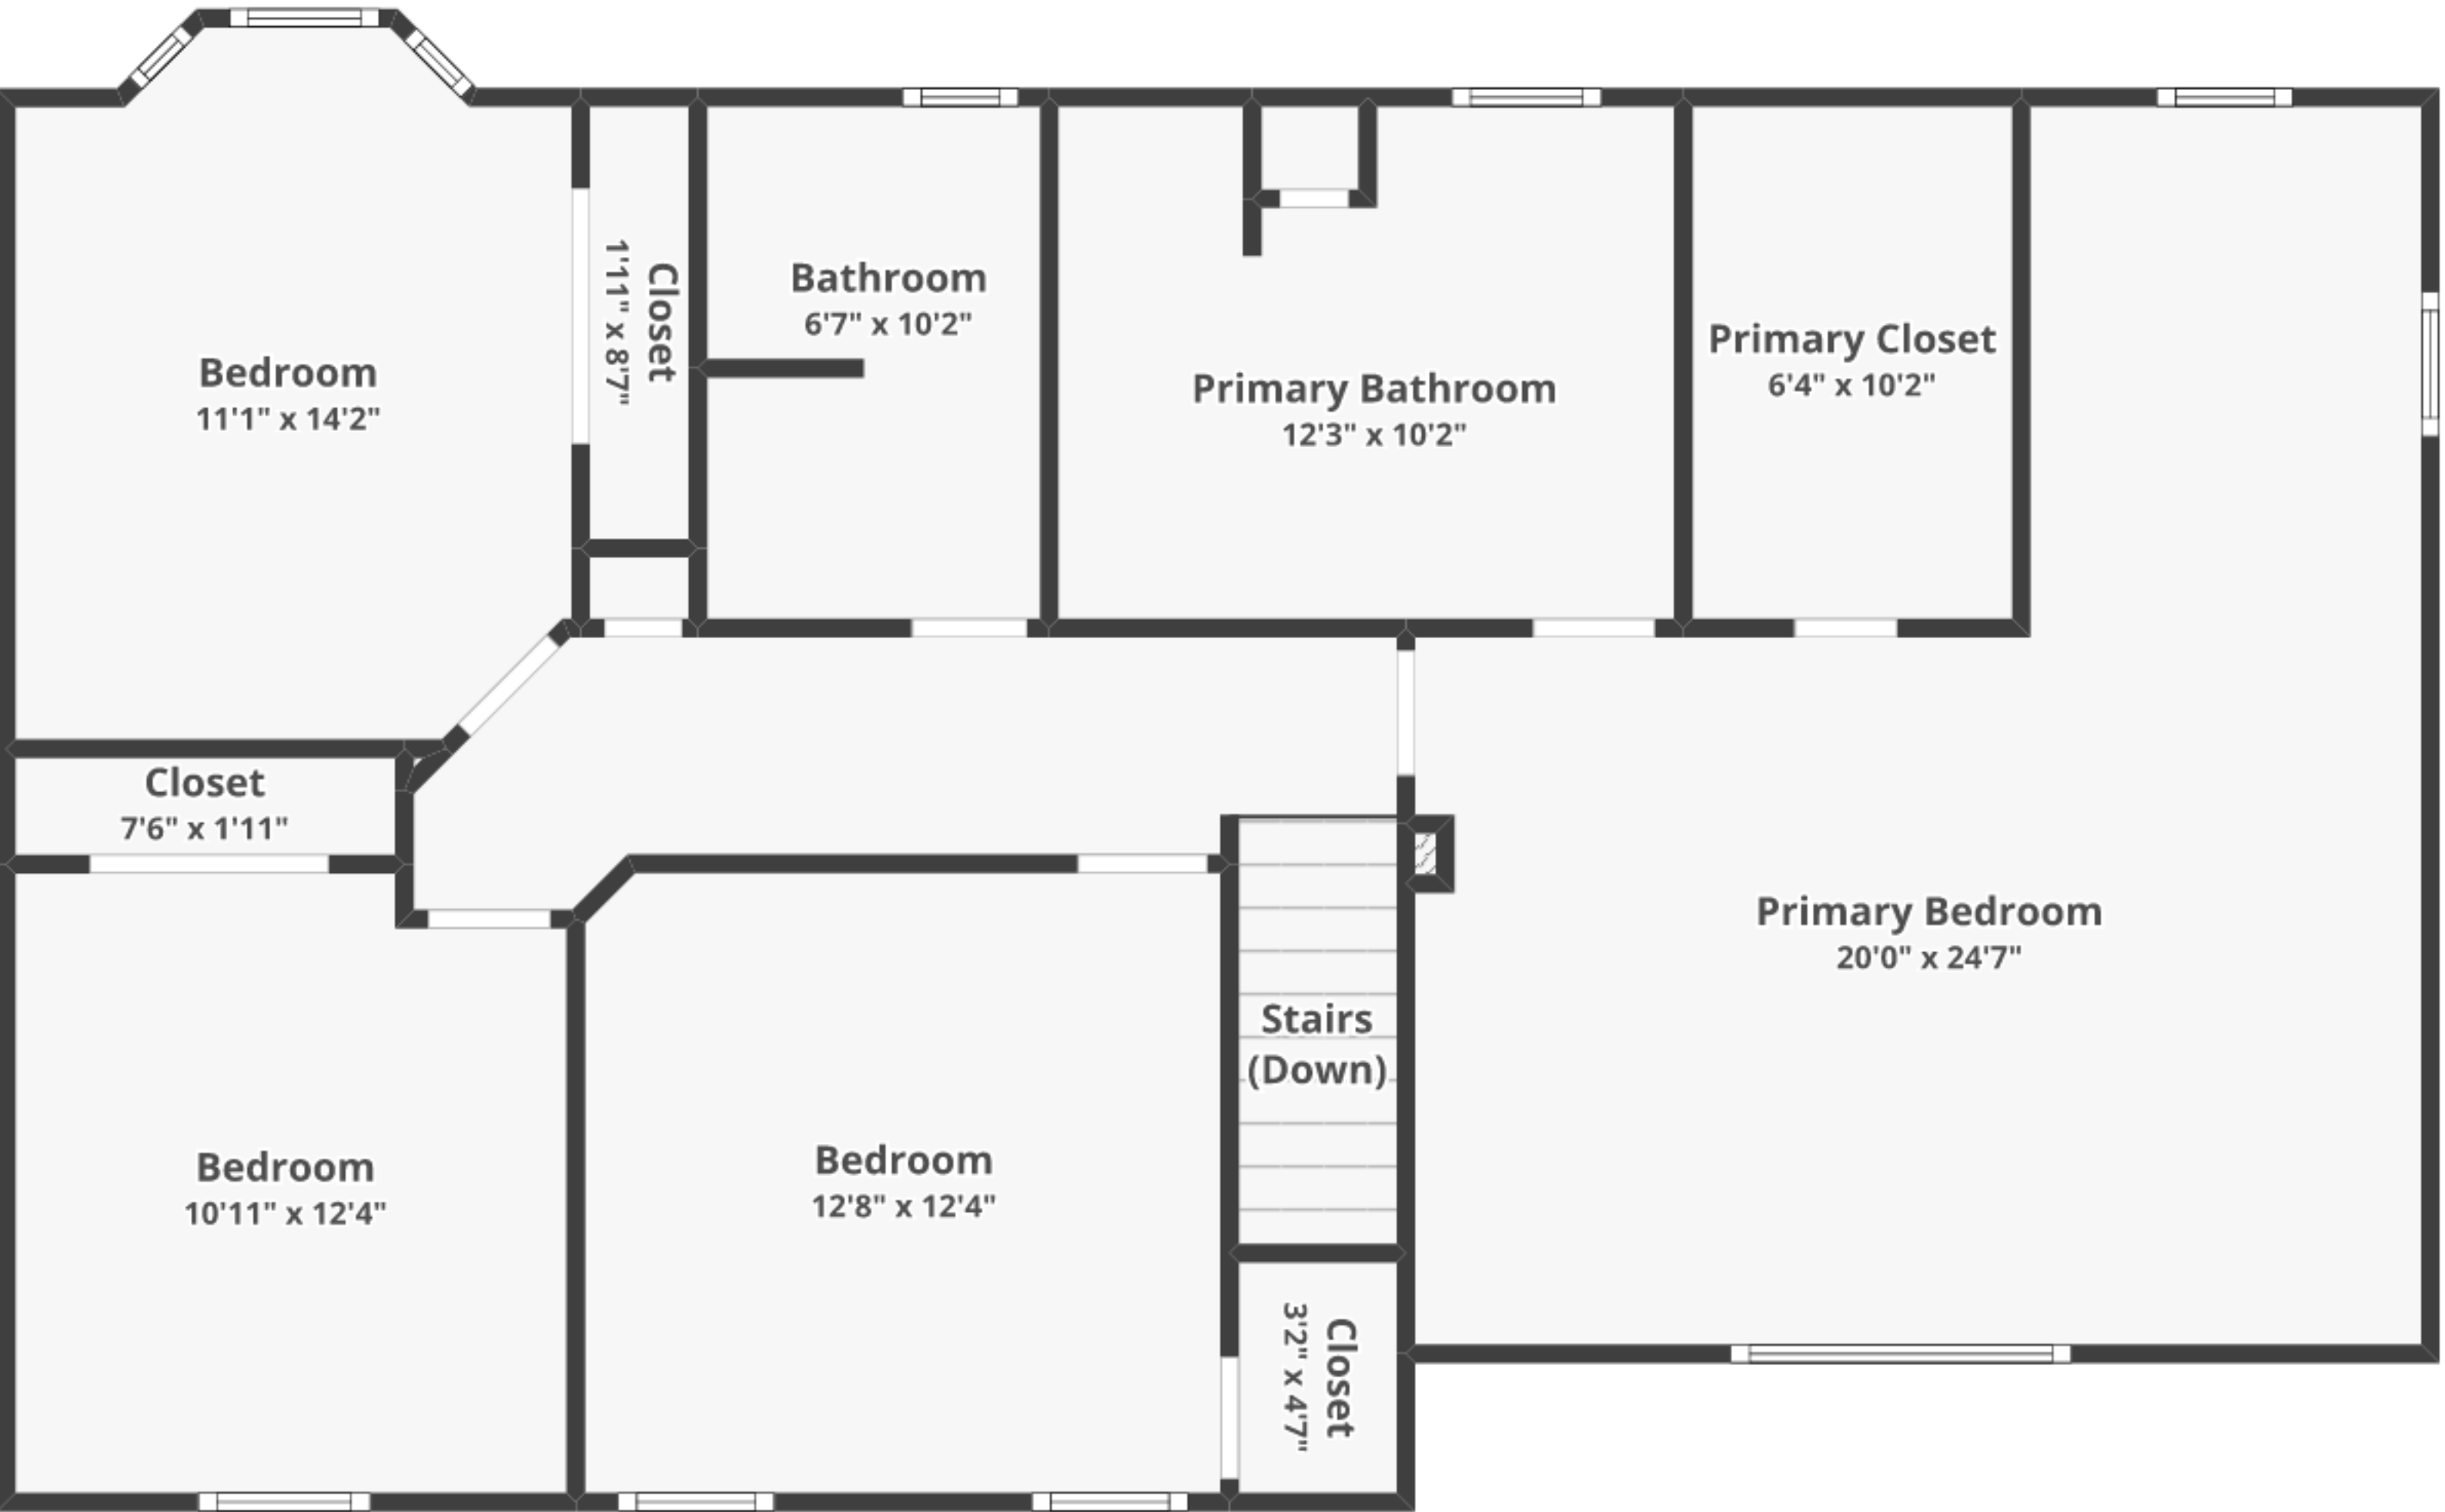 Bedroom
11'1" x 14'2"
Closet
1'11" x 8'7"
Bathroom
6'7" x 10'2"
Primary Bathroom
12'3" x 10'2"
Primary Closet
6'4" x 10'2"
Closet
7'6" x 1'11"
Primary Bedroom
20'0" x 24'7"
Stairs
(Down)
Bedroom
10'11" x 12'4"
Bedroom
12'8" x 12'4"
Closet
3'2" x 4'7"